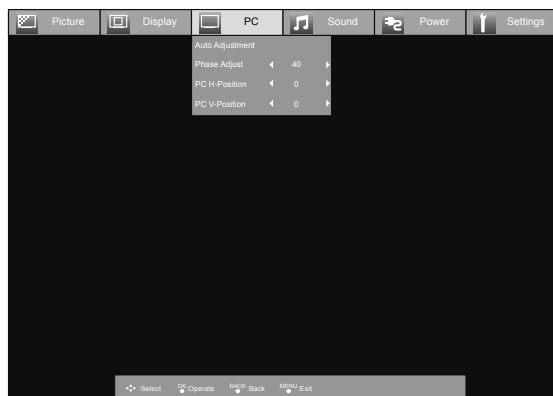 Picture Display PC Sound Power Settings
Auto Adjustment
Phase Adjust 40
PC H-Position 0
PC V-Position 0
:Select OK:Operate BACK:Back MENU:Exit